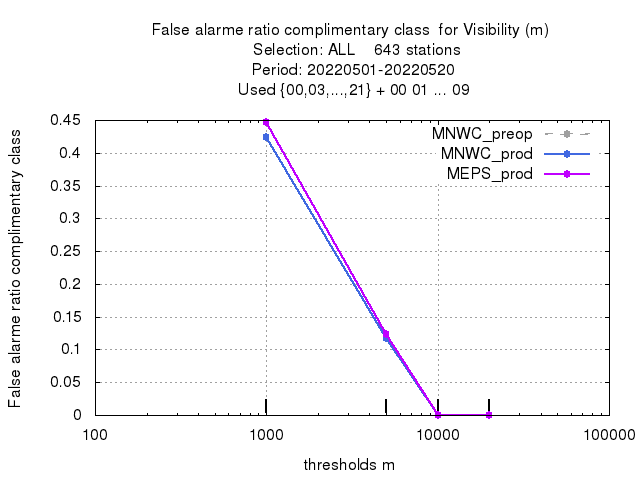 False alarme ratio complimentary class  for Visibility (m)
Selection: ALL    643 stations
Period: 20220501-20220520
Used {00,03,...,21} + 00 01 ... 09
MNWC_preop
MNWC_prod
MEPS_prod
False alarme ratio complimentary class
0.45
0.4
0.35
0.3
0.25
0.2
0.15
0.1
0.05
0
100
1000
10000
100000
thresholds m